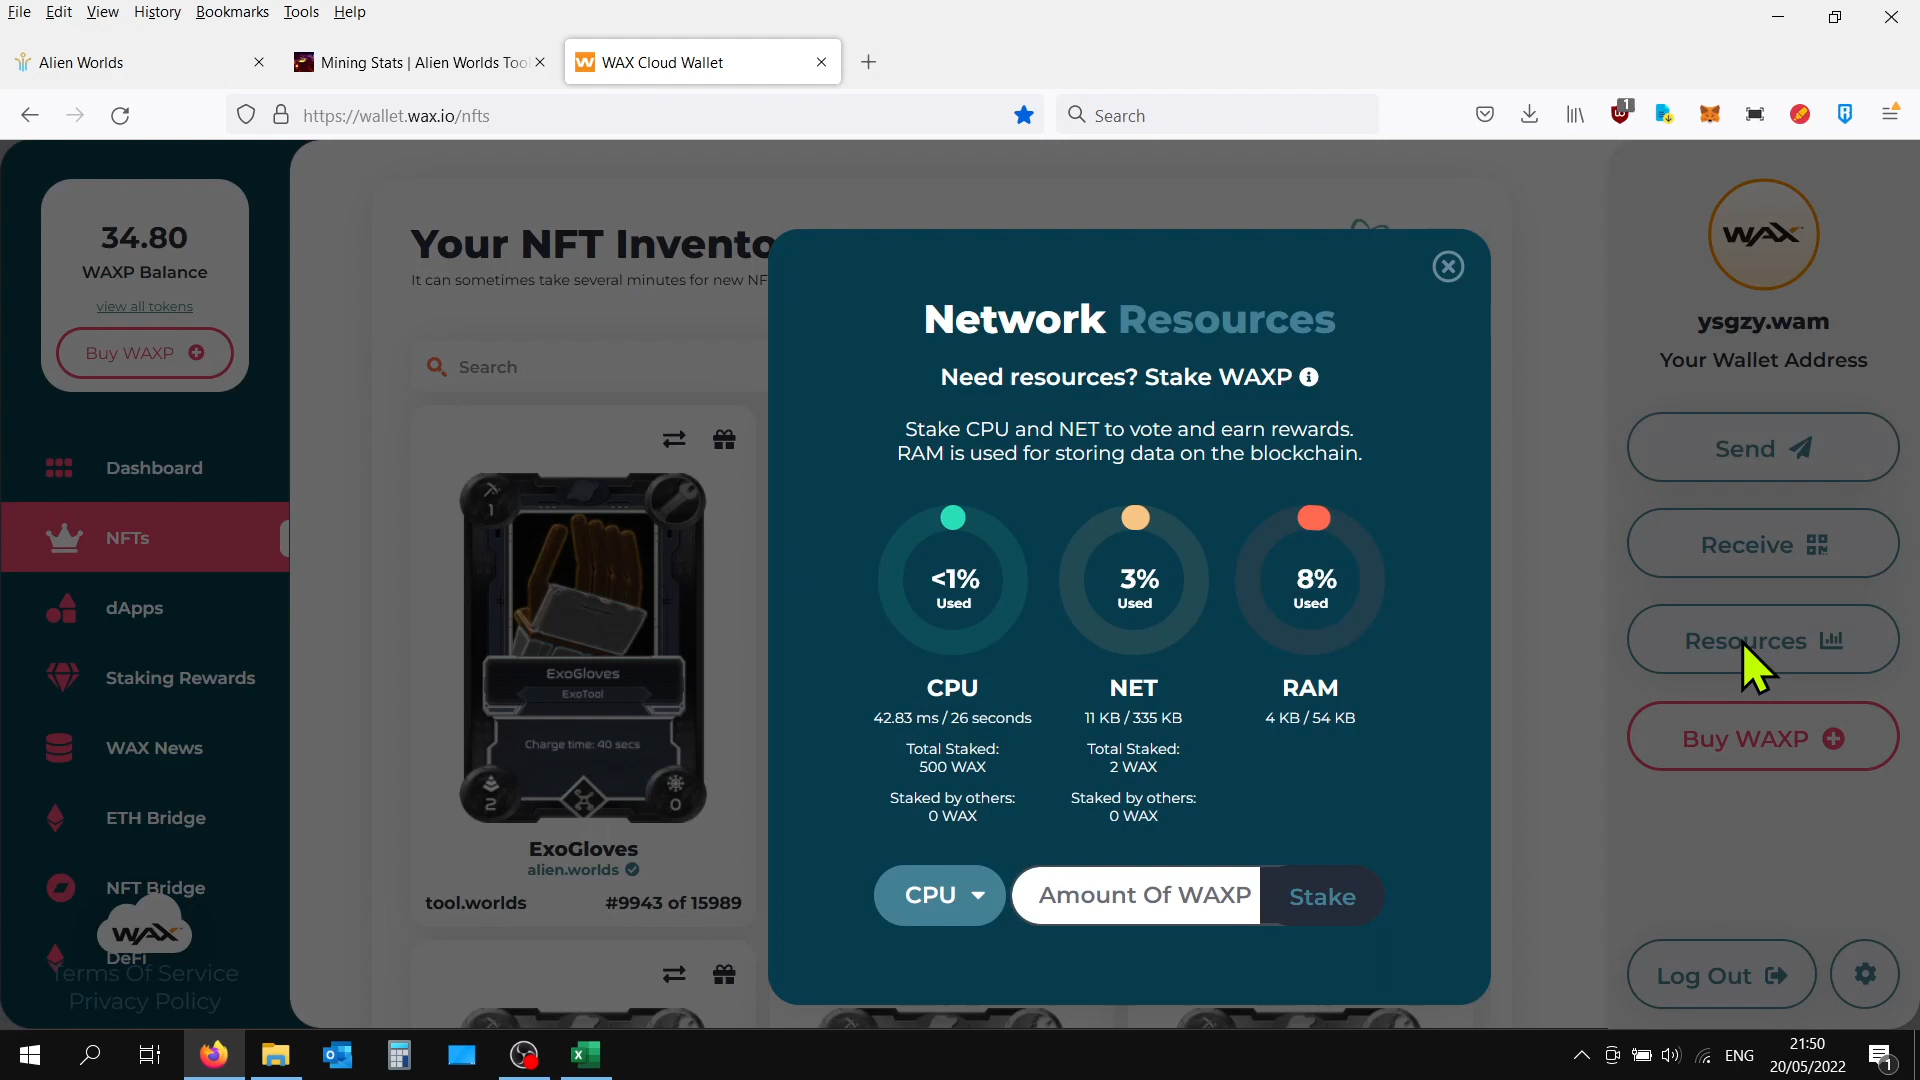 File Edit View History Bookmarks Tools Help
Alien Worlds
Mining Stats | Alien Worlds Too
WAX Cloud Wallet
https://wallet.wax.io/nfts
Search
1
34.80
WAXP Balance
view all tokens
Buy WAXP
Dashboard
NFTs
dApps
Staking Rewards
WAX News
ETH Bridge
NFT Bridge
WAX
DeFi
Terms Of Service
Privacy Policy
Your NFT Invento
It can sometimes take several minutes for new NF
Search
1
ExoGloves
ExoTool
Charge time: 40 secs
2
0
ExoGloves
alien.worlds
tool.worlds #9943 of 15989
Network Resources
Need resources? Stake WAXP
Stake CPU and NET to vote and earn rewards.
RAM is used for storing data on the blockchain.
<1%
Used
3%
Used
8%
Used
CPU
42.83 ms / 26 seconds
Total Staked:
500 WAX
Staked by others:
0 WAX
NET
11 KB / 335 KB
Total Staked:
2 WAX
Staked by others:
0 WAX
RAM
4 KB / 54 KB
CPU
Amount Of WAXP
Stake
WAX
ysgzy.wam
Your Wallet Address
Send
Receive
Resources
Buy WAXP
Log Out
ENG
21:50
20/05/2022
1